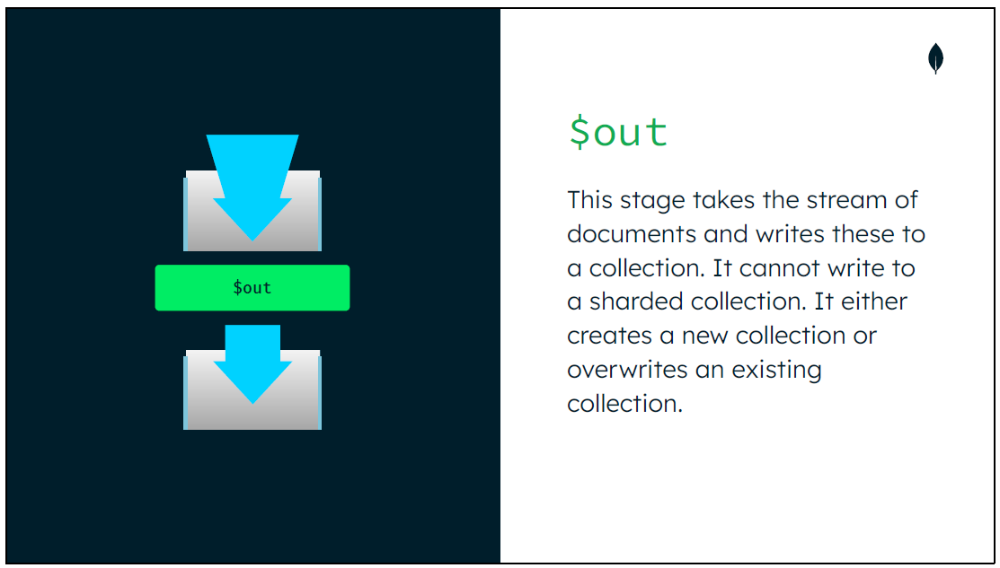 $out
$out
This stage takes the stream of
documents and writes these to
a collection. It cannot write to
a sharded collection. It either
creates a new collection or
overwrites an existing
collection.